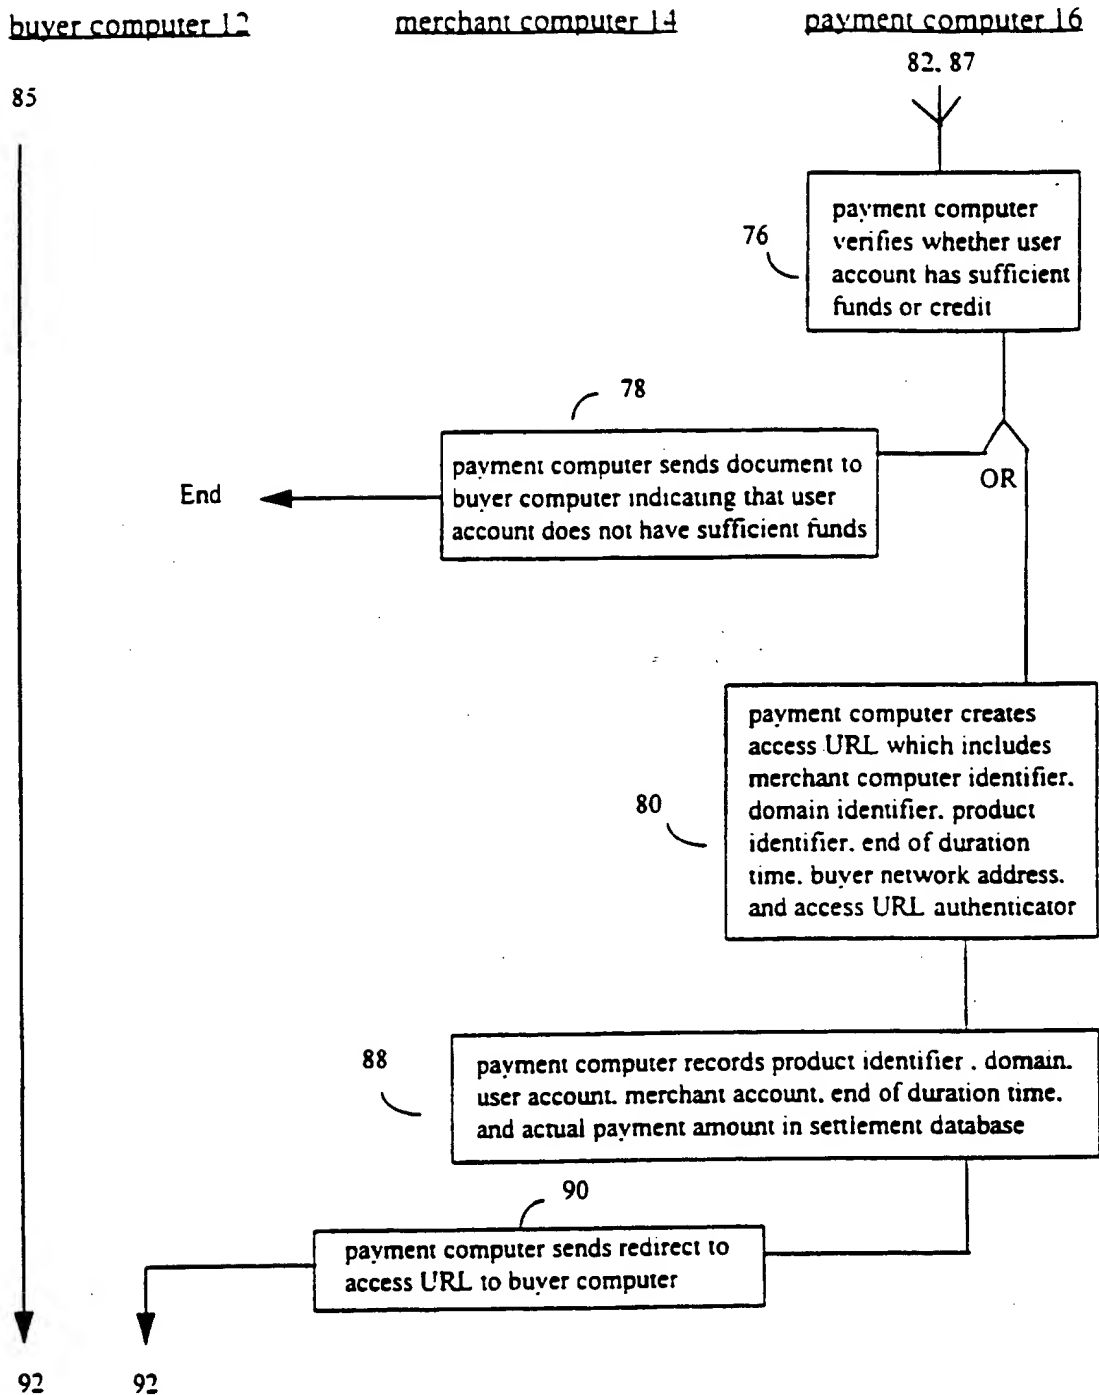 buyer computer 12 merchant computer 14 payment computer 16
82. 87
85
payment computer
verifies whether user
account has sufficient
funds or credit
76
78
payment computer sends document to
buyer computer indicating that user
account does not have sufficient funds
End
OR
payment computer creates
access URL which includes
merchant computer identifier.
domain identifier. product
identifier. end of duration
time. buyer network address.
and access URL authenticator
80
88
payment computer records product identifier . domain.
user account. merchant account. end of duration time.
and actual payment amount in settlement database
90
payment computer sends redirect to
access URL to buyer computer
92 92